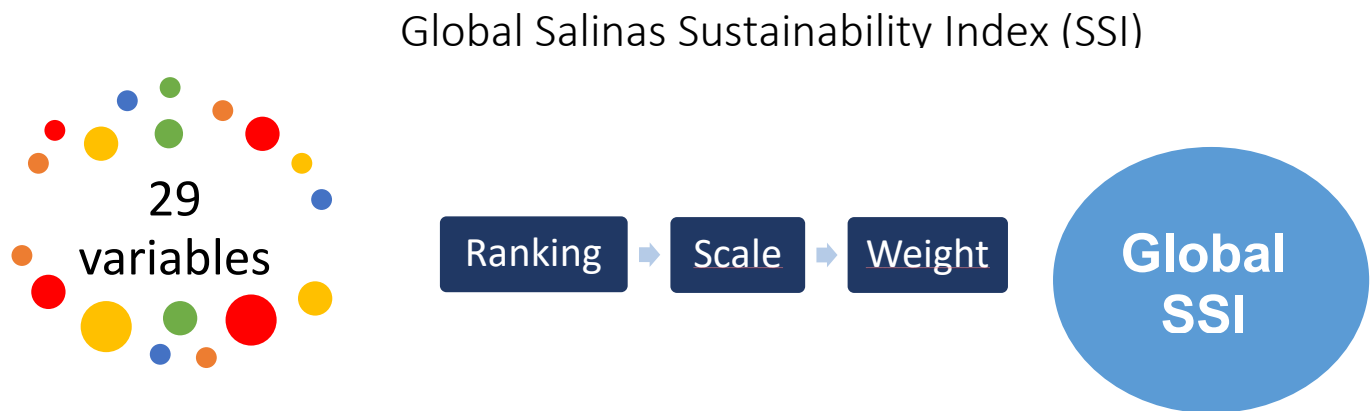 Global Salinas Sustainability Index (SSI)
29
variables
Ranking
Scale
Weight
Global
SSI